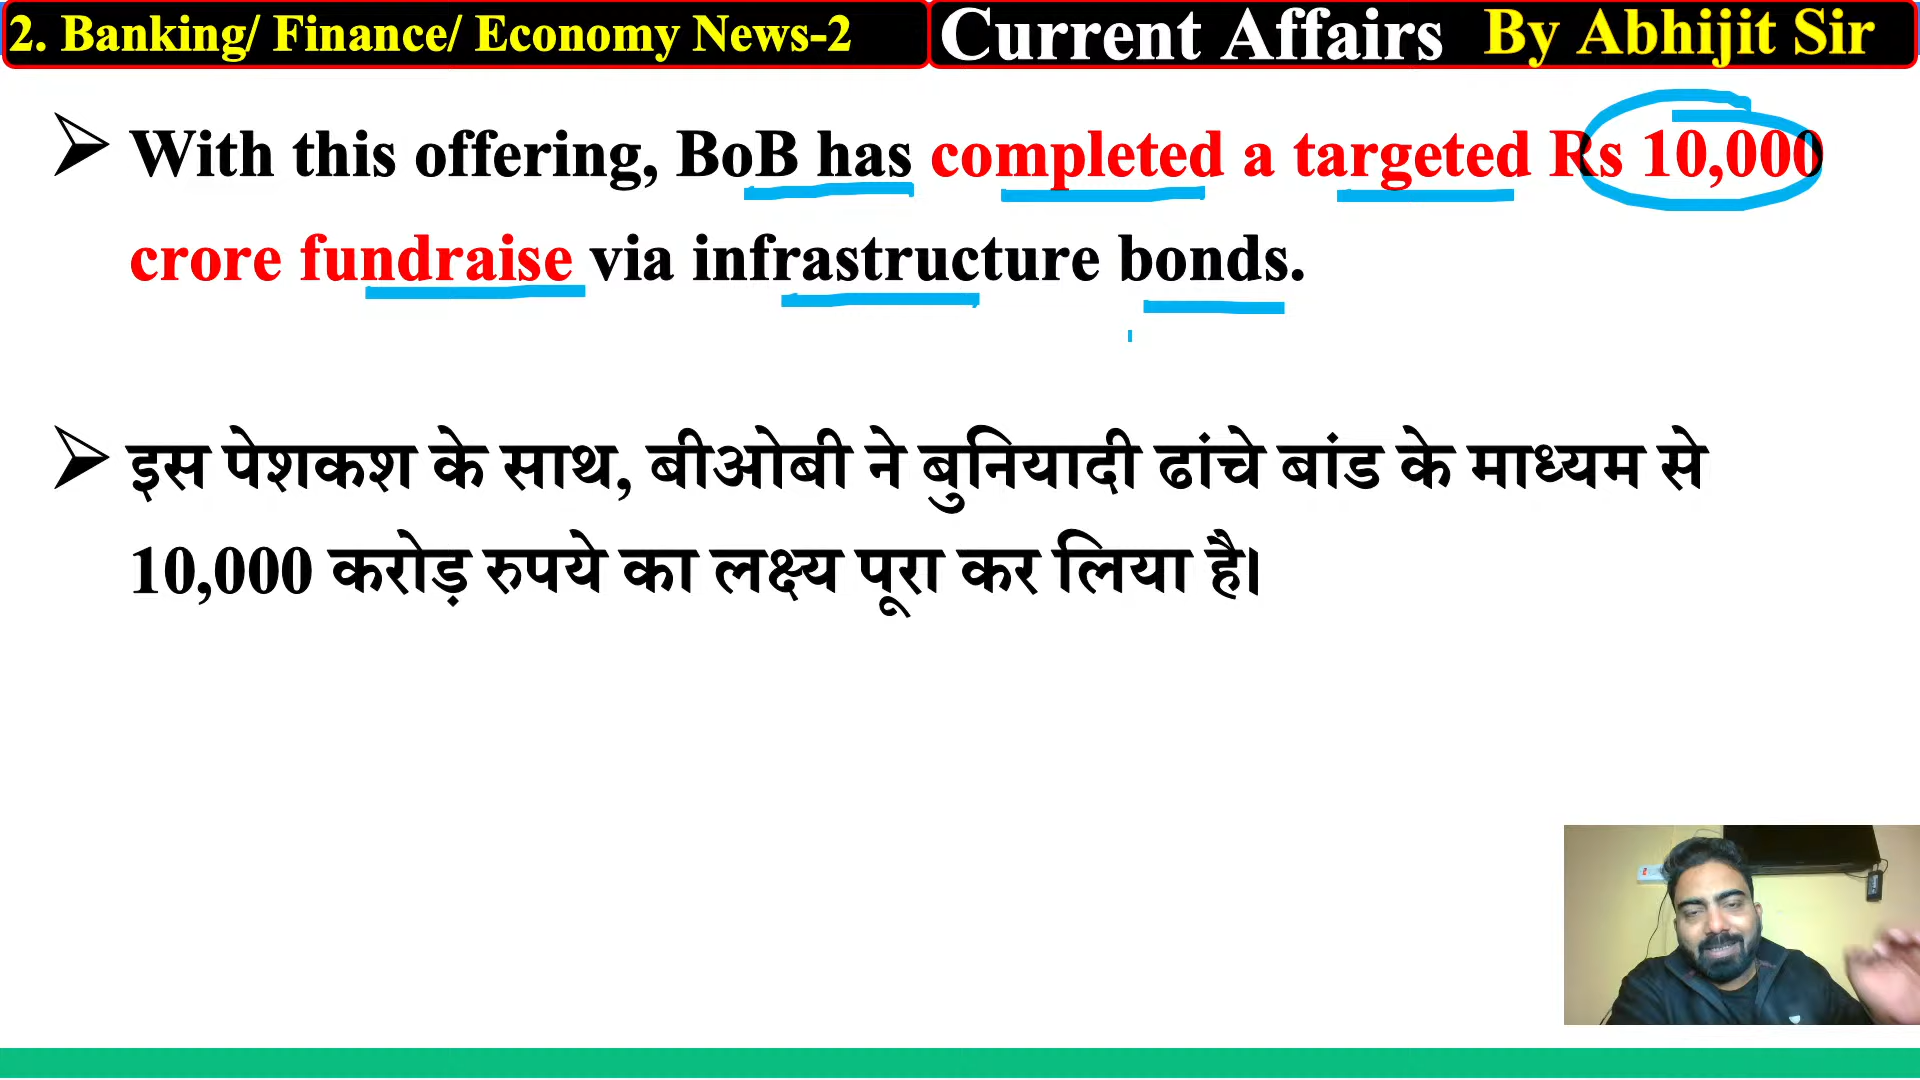 2. Banking/ Finance/ Economy News-2
Current Affairs By Abhijit Sir
With this offering, BoB has completed a targeted Rs 10,000
crore fundraise via infrastructure bonds.
इस पेशकश के साथ, बीओबी ने बुनियादी ढांचे बांड के माध्यम से
10,000 करोड़ रुपये का लक्ष्य पूरा कर लिया है।